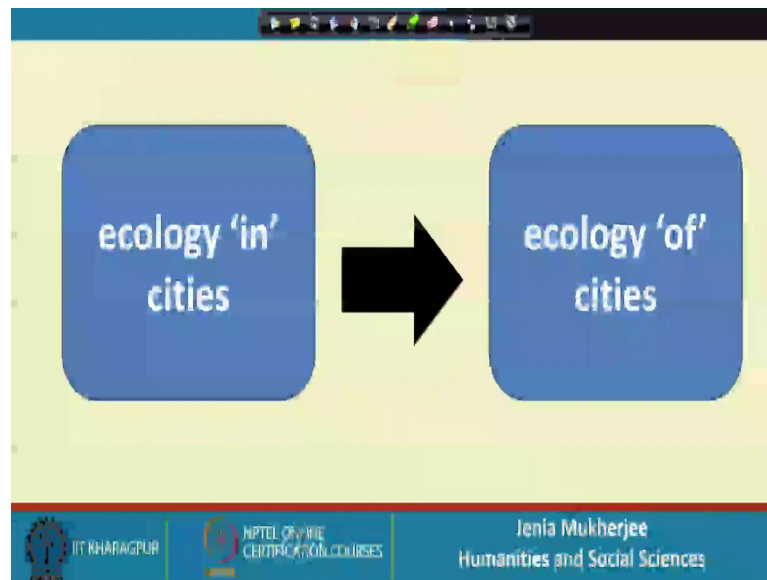 ecology ‘in’
cities
ecology ‘of’
cities
IIT KHARAGPUR
NPTEL ONLINE
CERTIFICATION COURSES
Jenia Mukherjee
Humanities and Social Sciences